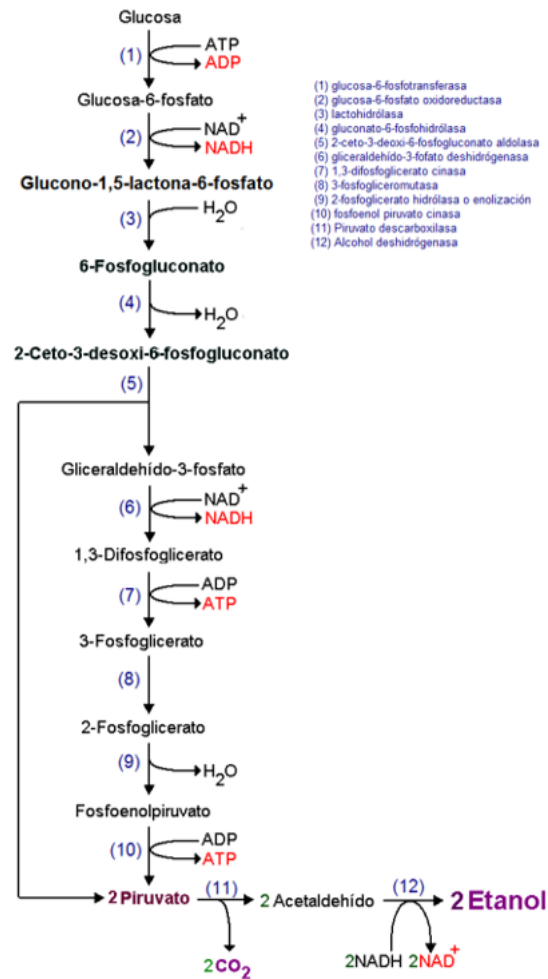 Glucosa
(1)
ATP
ADP
Glucosa-6-fosfato
(2)
NAD+
NADH
Glucono-1,5-lactona-6-fosfato
(3)
H2O
6-Fosfogluconato
(4)
H2O
2-Ceto-3-desoxi-6-fosfogluconato
(5)
Gliceraldehído-3-fosfato
(6)
NAD+
NADH
1,3-Difosfoglicerato
(7)
ADP
ATP
3-Fosfoglicerato
(8)
2-Fosfoglicerato
(9)
H2O
Fosfoenolpiruvato
(10)
ADP
ATP
2 Piruvato
(11)
2 Acetaldehído
(12)
2 Etanol
2CO2
2NADH 2NAD+
(1) glucosa-6-fosfotransferasa
(2) glucosa-6-fosfato oxidoreductasa
(3) lactohidrólasa
(4) gluconato-6-fosfohidrólasa
(5) 2-ceto-3-deoxi-6-fosfogluconato aldolasa
(6) gliceraldehído-3-fofato deshidrógenasa
(7) 1,3-difosfoglicerato cinasa
(8) 3-fosfogliceromutasa
(9) 2-fosfoglicerato hidrólasa o enolización
(10) fosfoenol piruvato cinasa
(11) Piruvato descarboxilasa
(12) Alcohol deshidrógenasa